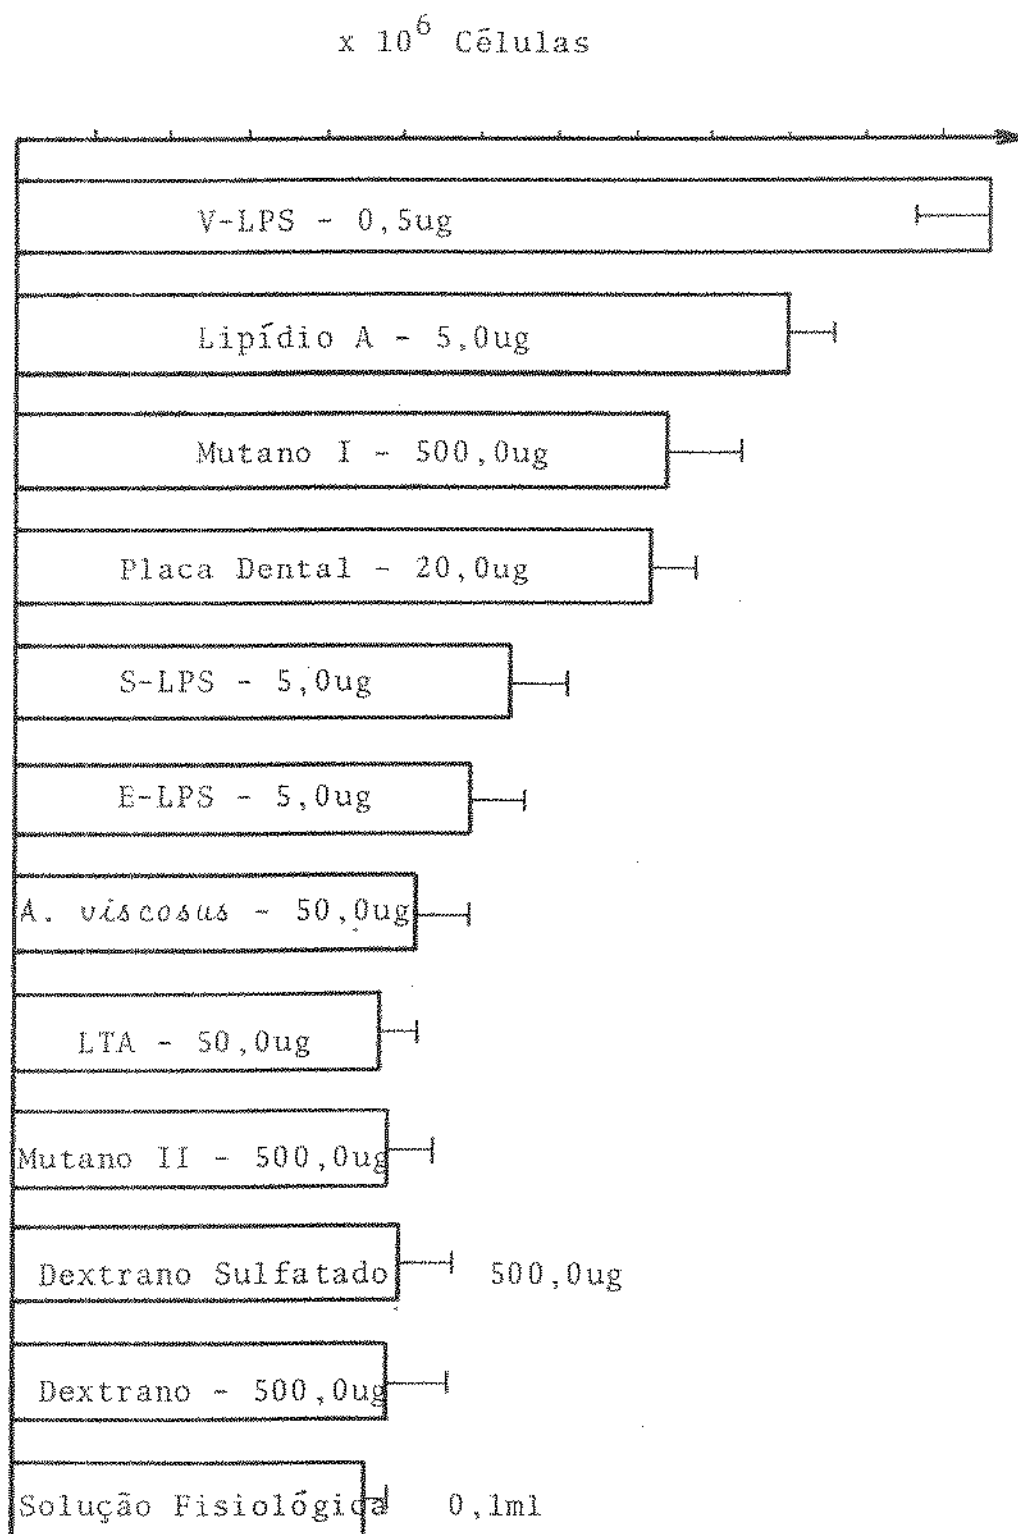 x 10⁶ Células
V-LPS - 0,5ug
Lipídio A - 5,0ug
Mutano I - 500,0ug
Placa Dental - 20,0ug
S-LPS - 5,0ug
E-LPS - 5,0ug
A. viscosus - 50,0ug
LTA - 50,0ug
Mutano II - 500,0ug
Dextrano Sulfatado 500,0ug
Dextrano - 500,0ug
Solução Fisiológica 0,1ml